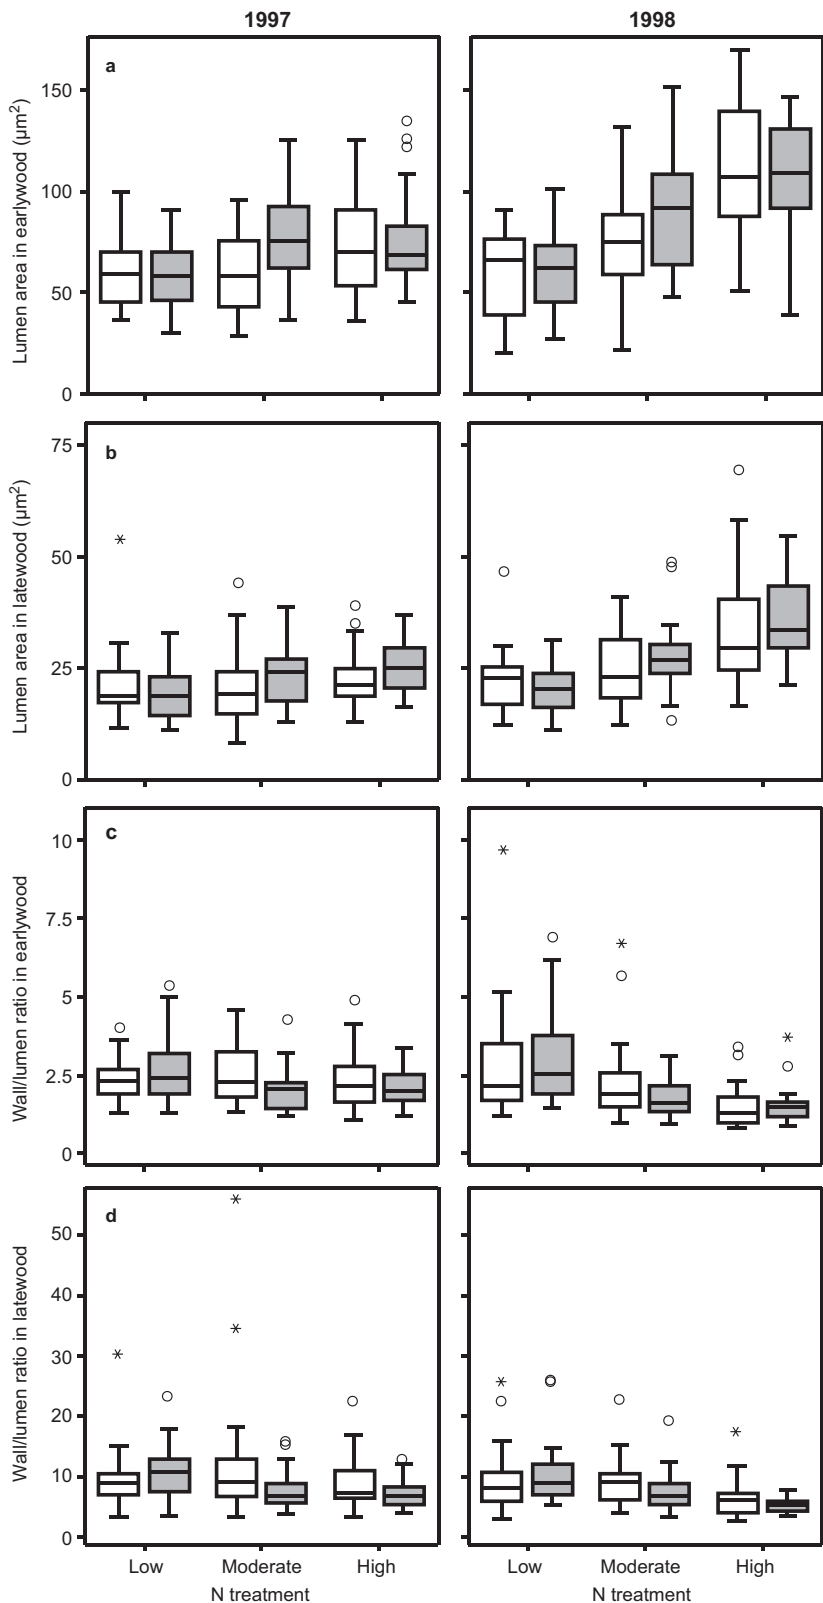 1997
1998
a
Lumen area in earlywood (µm²)
150
100
50
0
b
Lumen area in latewood (µm²)
75
50
25
0
c
Wall/lumen ratio in earlywood
10
7.5
5
2.5
0
d
Wall/lumen ratio in latewood
50
40
30
20
10
0
Low Moderate High
Low Moderate High
N treatment
N treatment